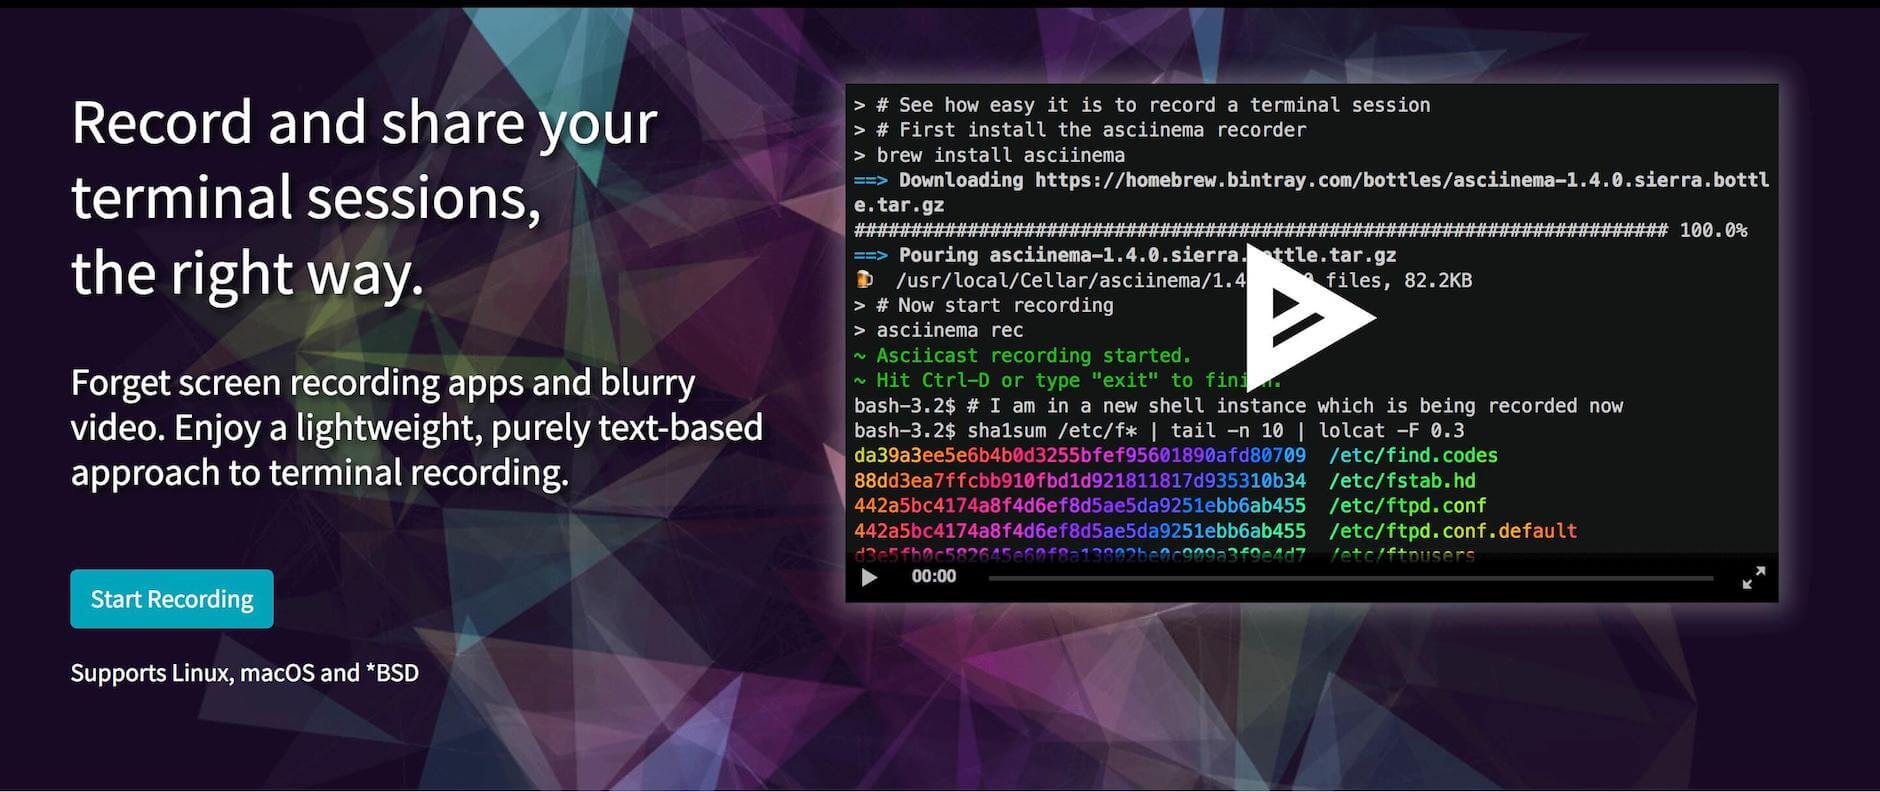 Record and share your
terminal sessions,
the right way.
Forget screen recording apps and blurry
video. Enjoy a lightweight, purely text-based
approach to terminal recording.
Start Recording
Supports Linux, macOS and *BSD
> # See how easy it is to record a terminal session
> # First install the asciinema recorder
> brew install asciinema
==> Downloading https://homebrew.bintray.com/bottles/asciinema-1.4.0.sierra.bottl
e.tar.gz
######################################################################## 100.0%
==> Pouring asciinema-1.4.0.sierra.bottle.tar.gz
/usr/local/Cellar/asciinema/1.4 files, 82.2KB
> # Now start recording
> asciinema rec
~ Asciicast recording started.
~ Hit Ctrl-D or type "exit" to finish.
bash-3.2$ # I am in a new shell instance which is being recorded now
bash-3.2$ sha1sum /etc/f* | tail -n 10 | lolcat -F 0.3
da39a3ee5e6b4b0d3255bfef95601890afd80709 /etc/find.codes
88dd3ea7ffcbb910fbd1d921811817d935310b34 /etc/fstab.hd
442a5bc4174a8f4d6ef8d5ae5da9251ebb6ab455 /etc/ftpd.conf
442a5bc4174a8f4d6ef8d5ae5da9251ebb6ab455 /etc/ftpd.conf.default
d3e5fb0c582645e60f8a13802be0c909a3f9e4d7 /etc/ftpusers
00:00